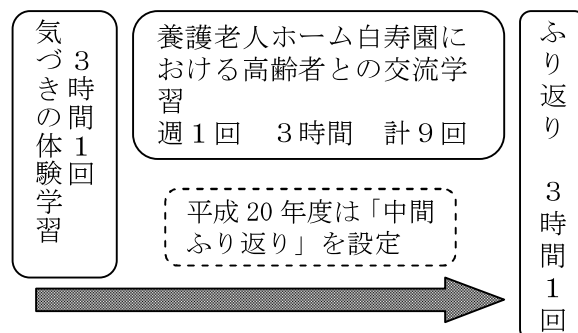 気づきの体験学習
3時間1回
養護老人ホーム白寿園に
おける高齢者との交流学
習
週1回　3時間　計9回
平成20年度は「中間
ふり返り」を設定
ふり返り　3時間1回